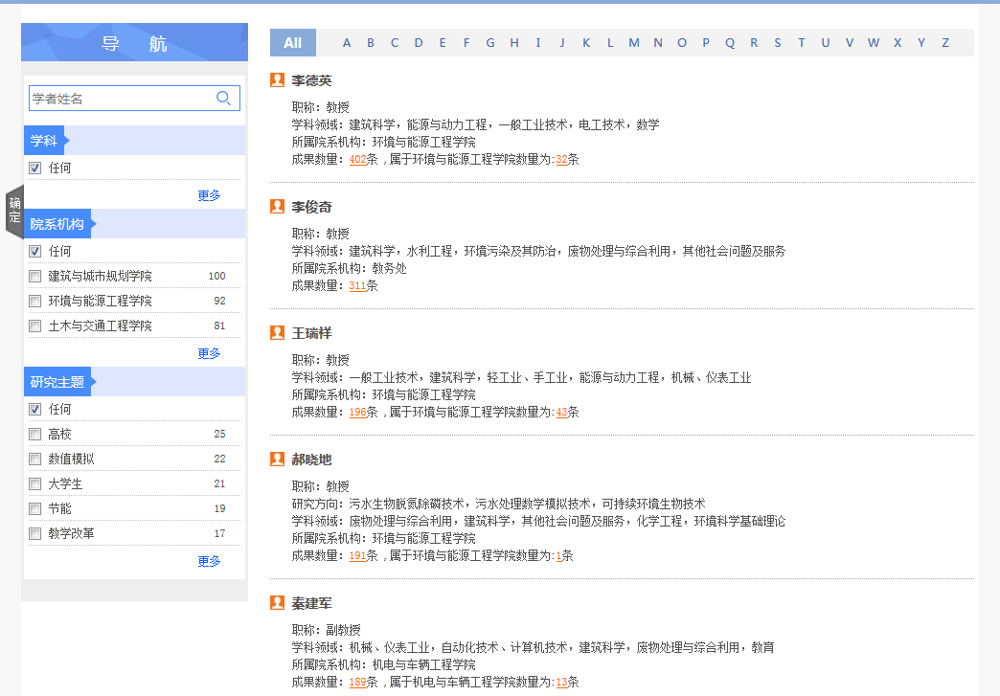 导 航
学者姓名
学科
任何
更多
确定
院系机构
任何
建筑与城市规划学院 100
环境与能源工程学院 92
土木与交通工程学院 81
更多
研究主题
任何
高校 25
数值模拟 22
大学生 21
节能 19
教学改革 17
更多
All A B C D E F G H I J K L M N O P Q R S T U V W X Y Z
李德英
职称：教授
学科领域：建筑科学，能源与动力工程，一般工业技术，电工技术，数学
所属院系机构：环境与能源工程学院
成果数量：402条 ,属于环境与能源工程学院数量为:32条
李俊奇
职称：教授
学科领域：建筑科学，水利工程，环境污染及其防治，废物处理与综合利用，其他社会问题及服务
所属院系机构：教务处
成果数量：311条
王瑞祥
职称：教授
学科领域：一般工业技术，建筑科学，轻工业、手工业，能源与动力工程，机械、仪表工业
所属院系机构：环境与能源工程学院
成果数量：196条 ,属于环境与能源工程学院数量为:43条
郝晓地
职称：教授
研究方向：污水生物脱氮除磷技术，污水处理数学模拟技术，可持续环境生物技术
学科领域：废物处理与综合利用，建筑科学，其他社会问题及服务，化学工程，环境科学基础理论
所属院系机构：环境与能源工程学院
成果数量：191条 ,属于环境与能源工程学院数量为:1条
秦建军
职称：副教授
学科领域：机械、仪表工业，自动化技术、计算机技术，建筑科学，废物处理与综合利用，教育
所属院系机构：机电与车辆工程学院
成果数量：189条 ,属于机电与车辆工程学院数量为:13条